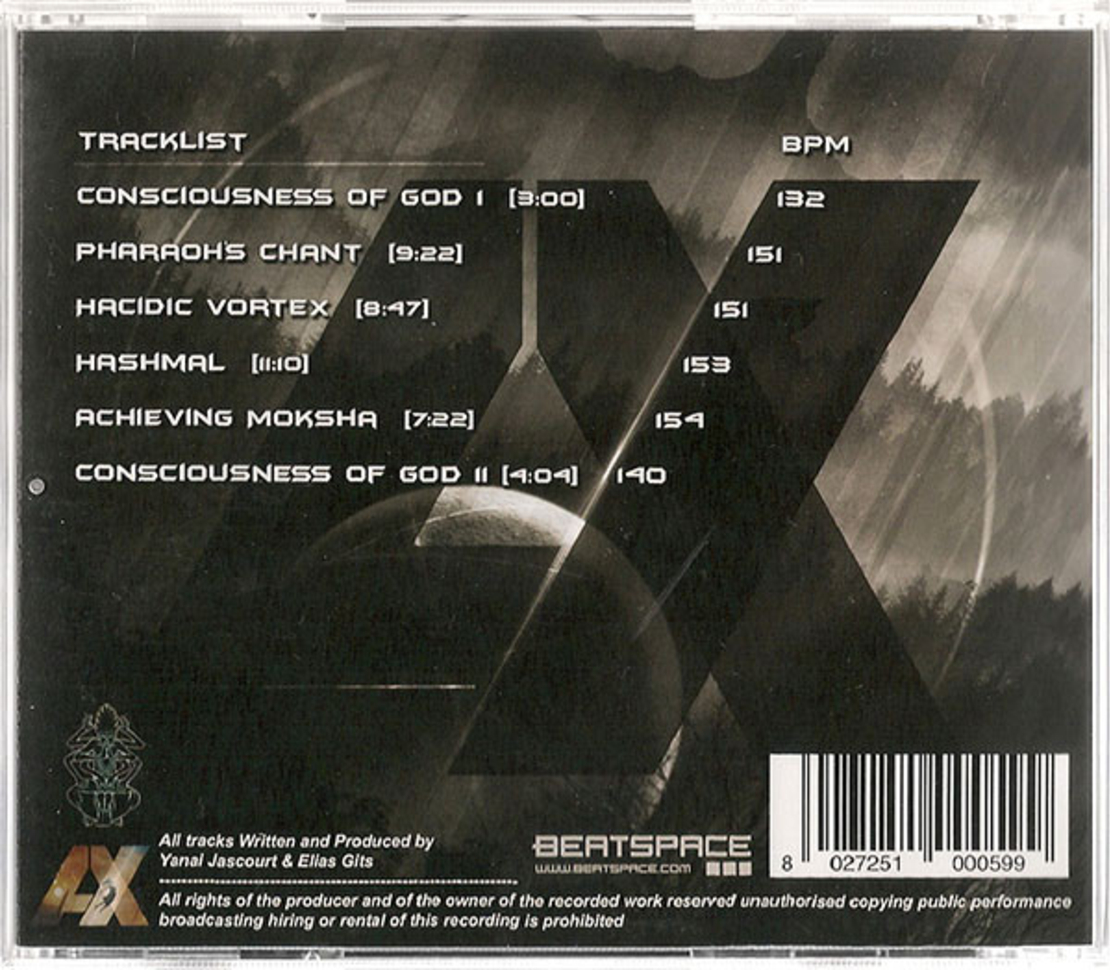 TRACKLIST BPM
CONSCIOUSNESS OF GOD I [3:00] 132
PHARAOH'S CHANT [9:22] 151
HACIDIC VORTEX [8:47] 151
HASHMAL [11:10] 153
ACHIEVING MOKSHA [7:22] 154
CONSCIOUSNESS OF GOD II [4:04] 140
All tracks Written and Produced by
Yanal Jascourt & Elias Gits
BEATSPACE
WWW.BEATSPACE.COM
8 027251 000599
AX
All rights of the producer and of the owner of the recorded work reserved unauthorised copying public performance
broadcasting hiring or rental of this recording is prohibited